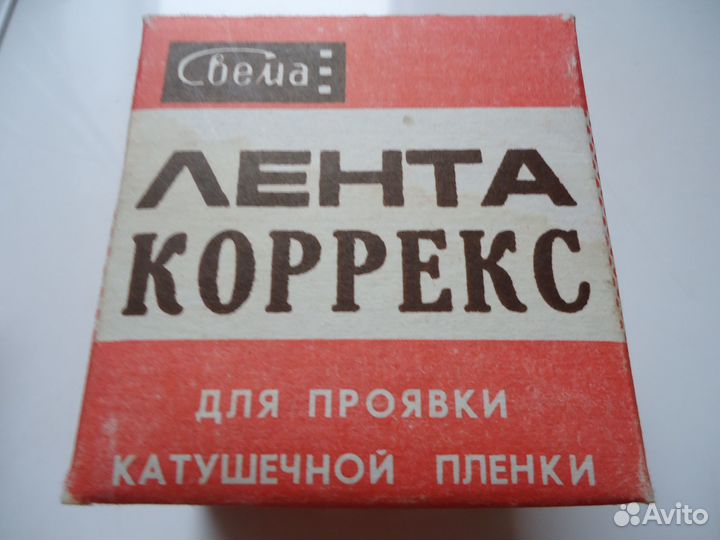 Свема
ЛЕНТА
КОРРЕКС
ДЛЯ ПРОЯВКИ
КАТУШЕЧНОЙ ПЛЕНКИ
Avito